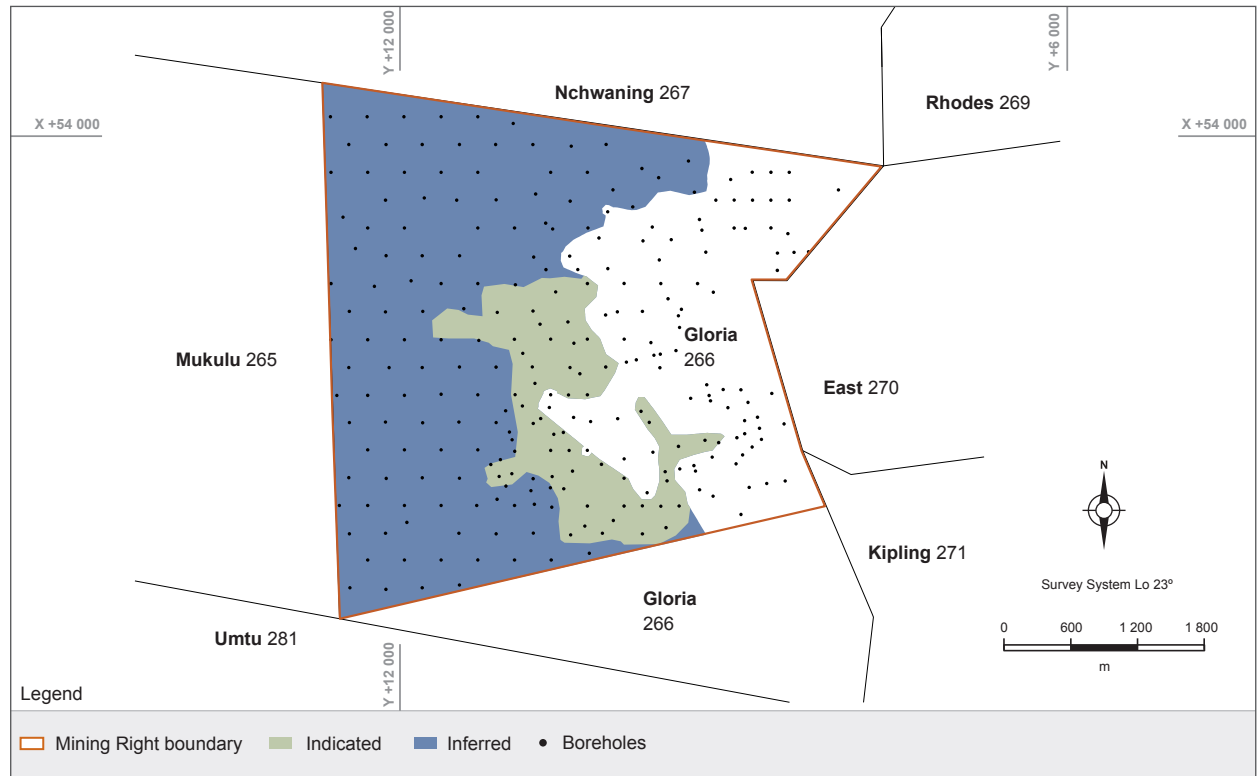 Y +12 000
Y +6 000
Nchwaning 267
Rhodes 269
X +54 000
X +54 000
Gloria
266
Mukulu 265
East 270
N
Kipling 271
Survey System Lo 23º
Gloria
266
0 600 1 200 1 800
m
Umtu 281
Y +12 000
Legend
Mining Right boundary Indicated Inferred Boreholes